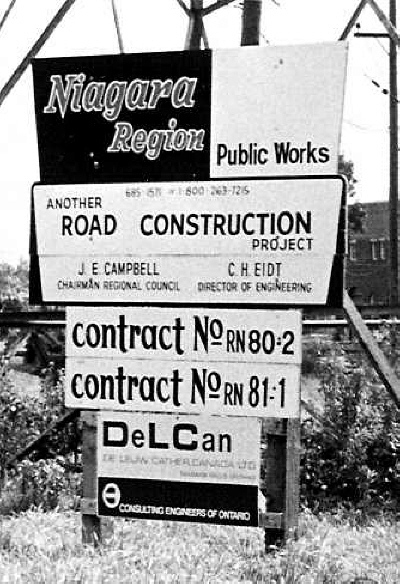 Niagara
Region
Public Works
685-1571 or 1-800-263-7215
ANOTHER
ROAD CONSTRUCTION
PROJECT
J. E. CAMPBELL
CHAIRMAN REGIONAL COUNCIL
C. H. EIDT
DIRECTOR OF ENGINEERING
contract No RN 80-2
contract No RN 81-1
DeLCan
DE LEUW, CATHER, CANADA LTD.
CONSULTING ENGINEERS OF ONTARIO